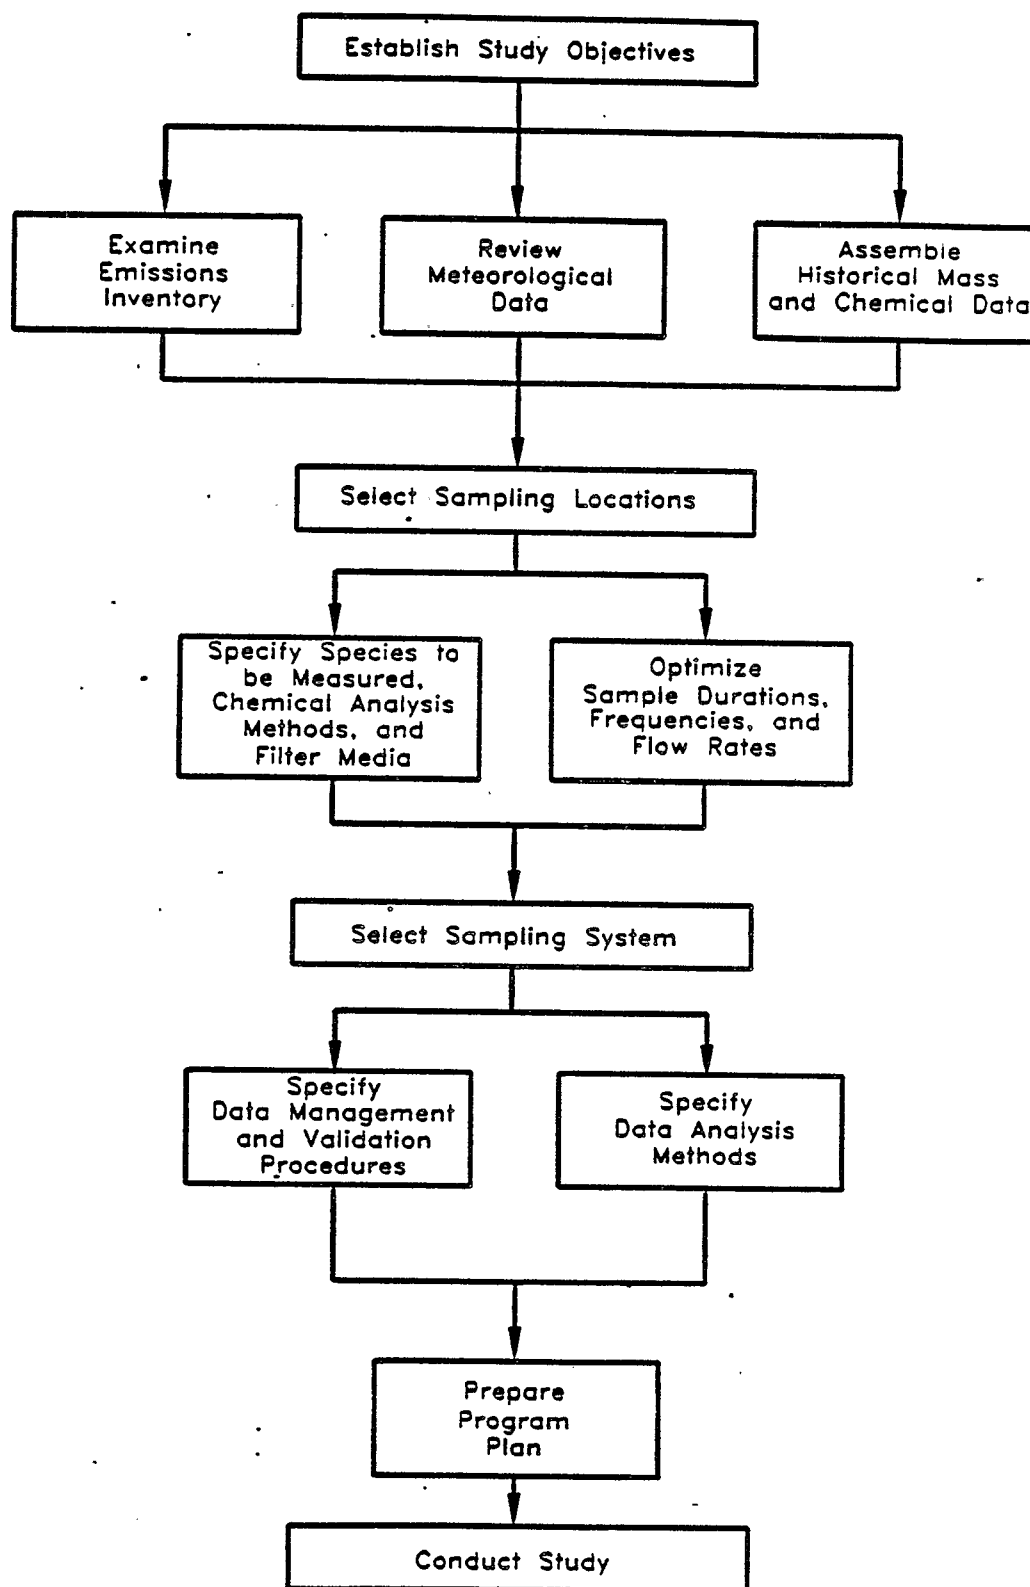 Establish Study Objectives
Examine
Emissions
Inventory
Review
Meteorological
Data
Assemble
Historical Mass
and Chemical Data
Select Sampling Locations
Specify Species to
be Measured,
Chemical Analysis
Methods, and
Filter Media
Optimize
Sample Durations,
Frequencies, and
Flow Rates
Select Sampling System
Specify
Data Management
and Validation
Procedures
Specify
Data Analysis
Methods
Prepare
Program
Plan
Conduct Study